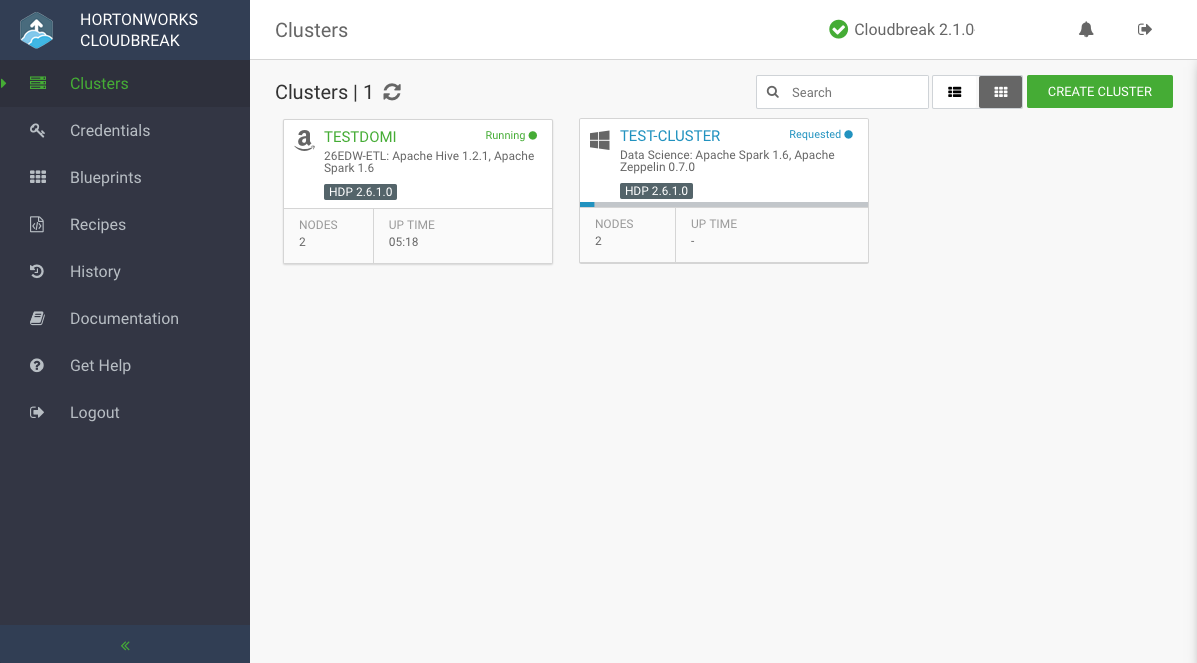 HORTONWORKS
CLOUDBREAK
Clusters
Credentials
Blueprints
Recipes
History
Documentation
Get Help
Logout
Clusters
Cloudbreak 2.1.0
Clusters | 1
Search
CREATE CLUSTER
TESTDOMI
Running
26EDW-ETL: Apache Hive 1.2.1, Apache
Spark 1.6
HDP 2.6.1.0
NODES
2
UP TIME
05:18
TEST-CLUSTER
Requested
Data Science: Apache Spark 1.6, Apache
Zeppelin 0.7.0
HDP 2.6.1.0
NODES
2
UP TIME
-